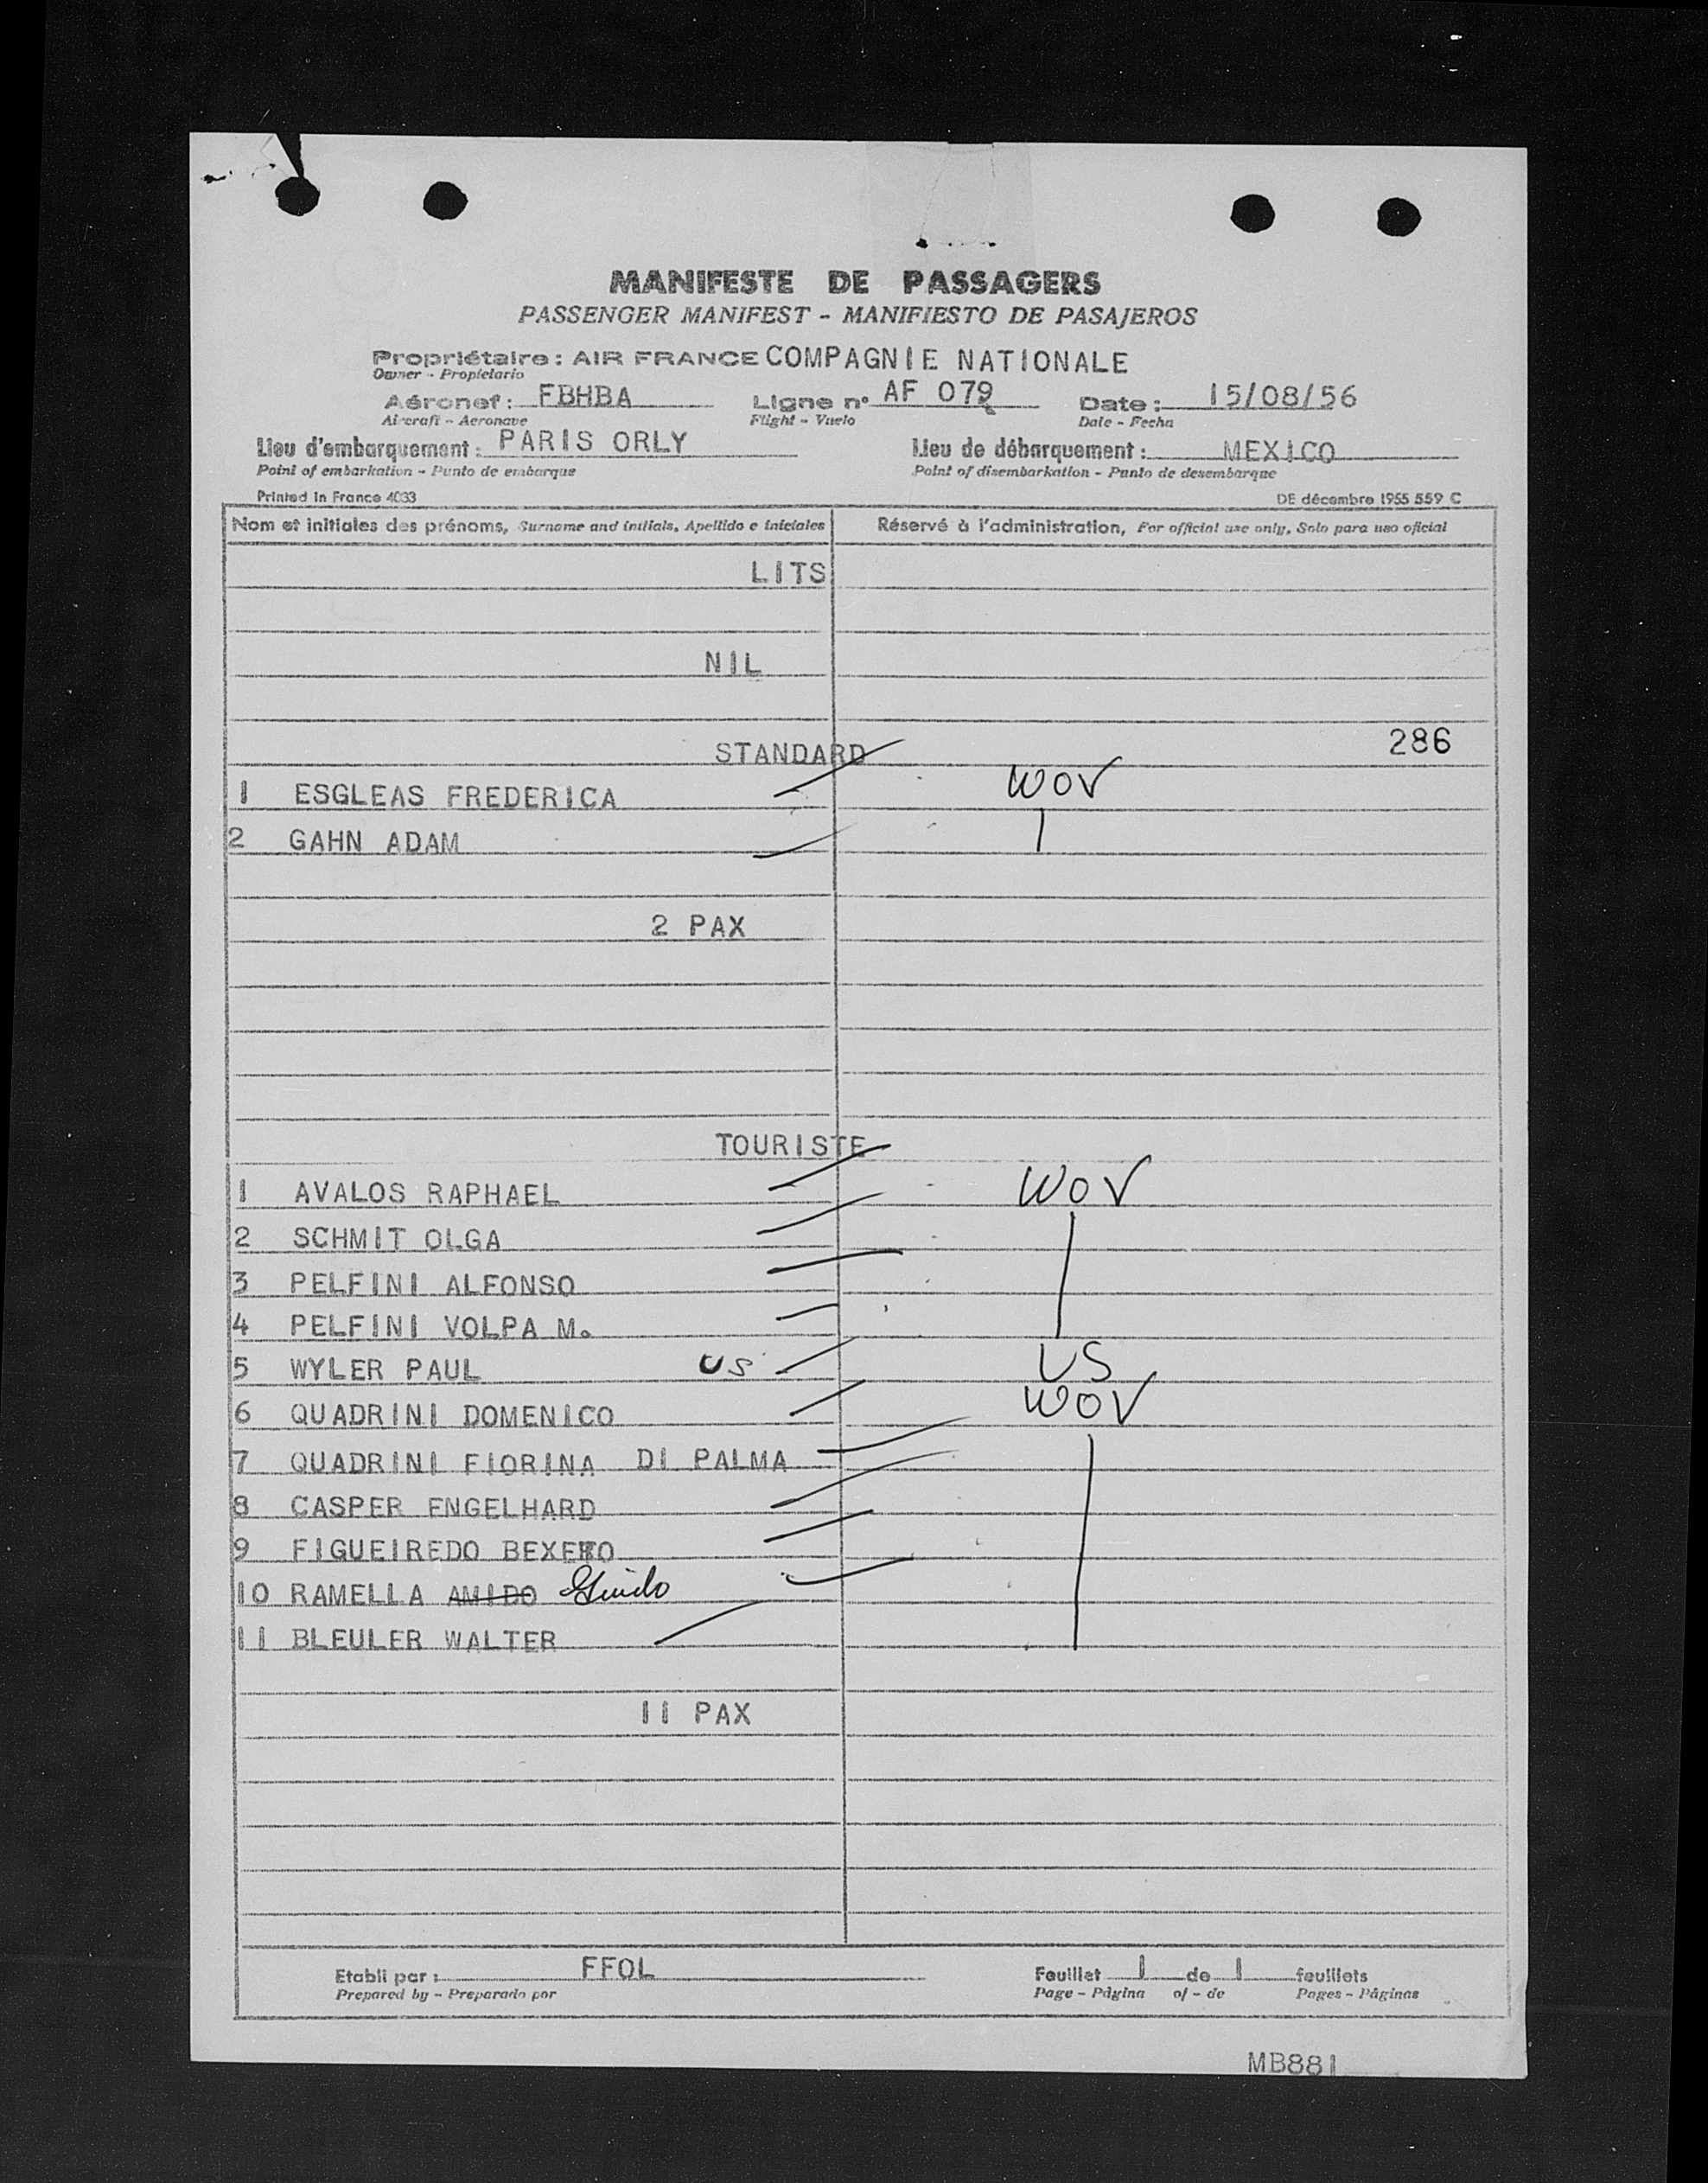 MANIFESTE DE PASSAGERS
PASSENGER MANIFEST - MANIFIESTO DE PASAJEROS
Propriétaire : AIR FRANCE COMPAGNIE NATIONALE
Owner - Propietario
Aéronef : FBHBA Ligne n° AF 079 Date : 15/08/56
Aircraft - Aeronave Flight - Vuelo Date - Fecha
Lieu d'embarquement : PARIS ORLY Lieu de débarquement : MEXICO
Point of embarkation - Punto de embarque Point of disembarkation - Punto de desembarque
Printed in France 4033 DE décembre 1955 559 C
Nom et initiales des prénoms, Surname and initials, Apellido e iniciales Réservé à l'administration, For official use only, Solo para uso oficial
LITS
NIL
STANDARD 286
1 ESGLEAS FREDERICA WOV
2 GAHN ADAM
2 PAX
TOURISTE
1 AVALOS RAPHAEL WOV
2 SCHMIT OLGA
3 PELFINI ALFONSO
4 PELFINI VOLPA M.
5 WYLER PAUL US US
6 QUADRINI DOMENICO WOV
7 QUADRINI FIORINA DI PALMA
8 CASPER ENGELHARD
9 FIGUEIREDO
10 RAMELLA AMIDO Guido
11 BLEULER WALTER
11 PAX
Etabli par : FFOL Feuillet 1 de 1 feuillets
Prepared by - Preparado por Page - Página of - de Pages - Páginas
MB881